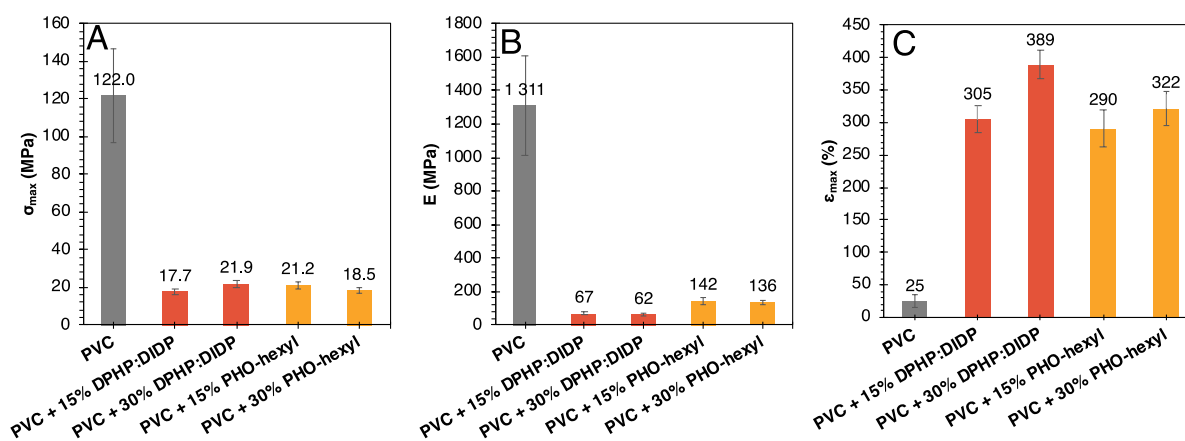 A
σmax (MPa)
160
140
120
100
80
60
40
20
0
122.0
17.7
21.9
21.2
18.5
PVC
PVC + 15% DPHP:DIDP
PVC + 30% DPHP:DIDP
PVC + 15% PHO-hexyl
PVC + 30% PHO-hexyl
B
E (MPa)
1800
1600
1400
1200
1000
800
600
400
200
0
1 311
67
62
142
136
PVC
PVC + 15% DPHP:DIDP
PVC + 30% DPHP:DIDP
PVC + 15% PHO-hexyl
PVC + 30% PHO-hexyl
C
εmax (%)
450
400
350
300
250
200
150
100
50
0
25
305
389
290
322
PVC
PVC + 15% DPHP:DIDP
PVC + 30% DPHP:DIDP
PVC + 15% PHO-hexyl
PVC + 30% PHO-hexyl